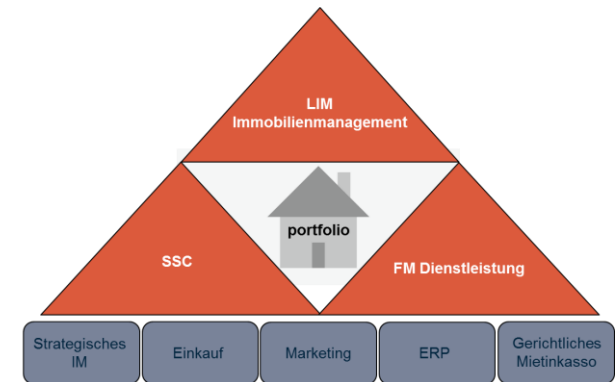 LIM
Immobilienmanagement
portfolio
SSC
FM Dienstleistung
Strategisches
IM
Einkauf
Marketing
ERP
Gerichtliches
Mietinkasso